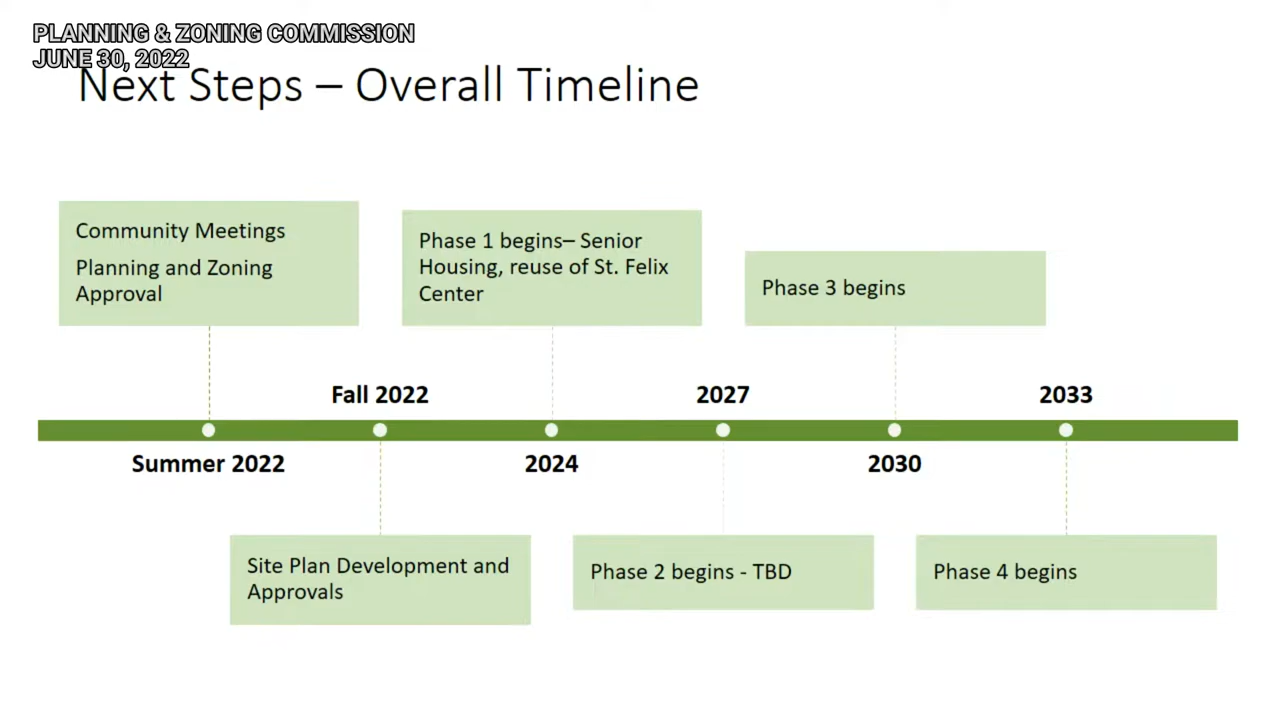 PLANNING & ZONING COMMISSION
JUNE 30, 2022
Next Steps – Overall Timeline
Community Meetings
Planning and Zoning
Approval
Phase 1 begins– Senior
Housing, reuse of St. Felix
Center
Phase 3 begins
Fall 2022
2027
2033
Summer 2022
2024
2030
Site Plan Development and
Approvals
Phase 2 begins - TBD
Phase 4 begins